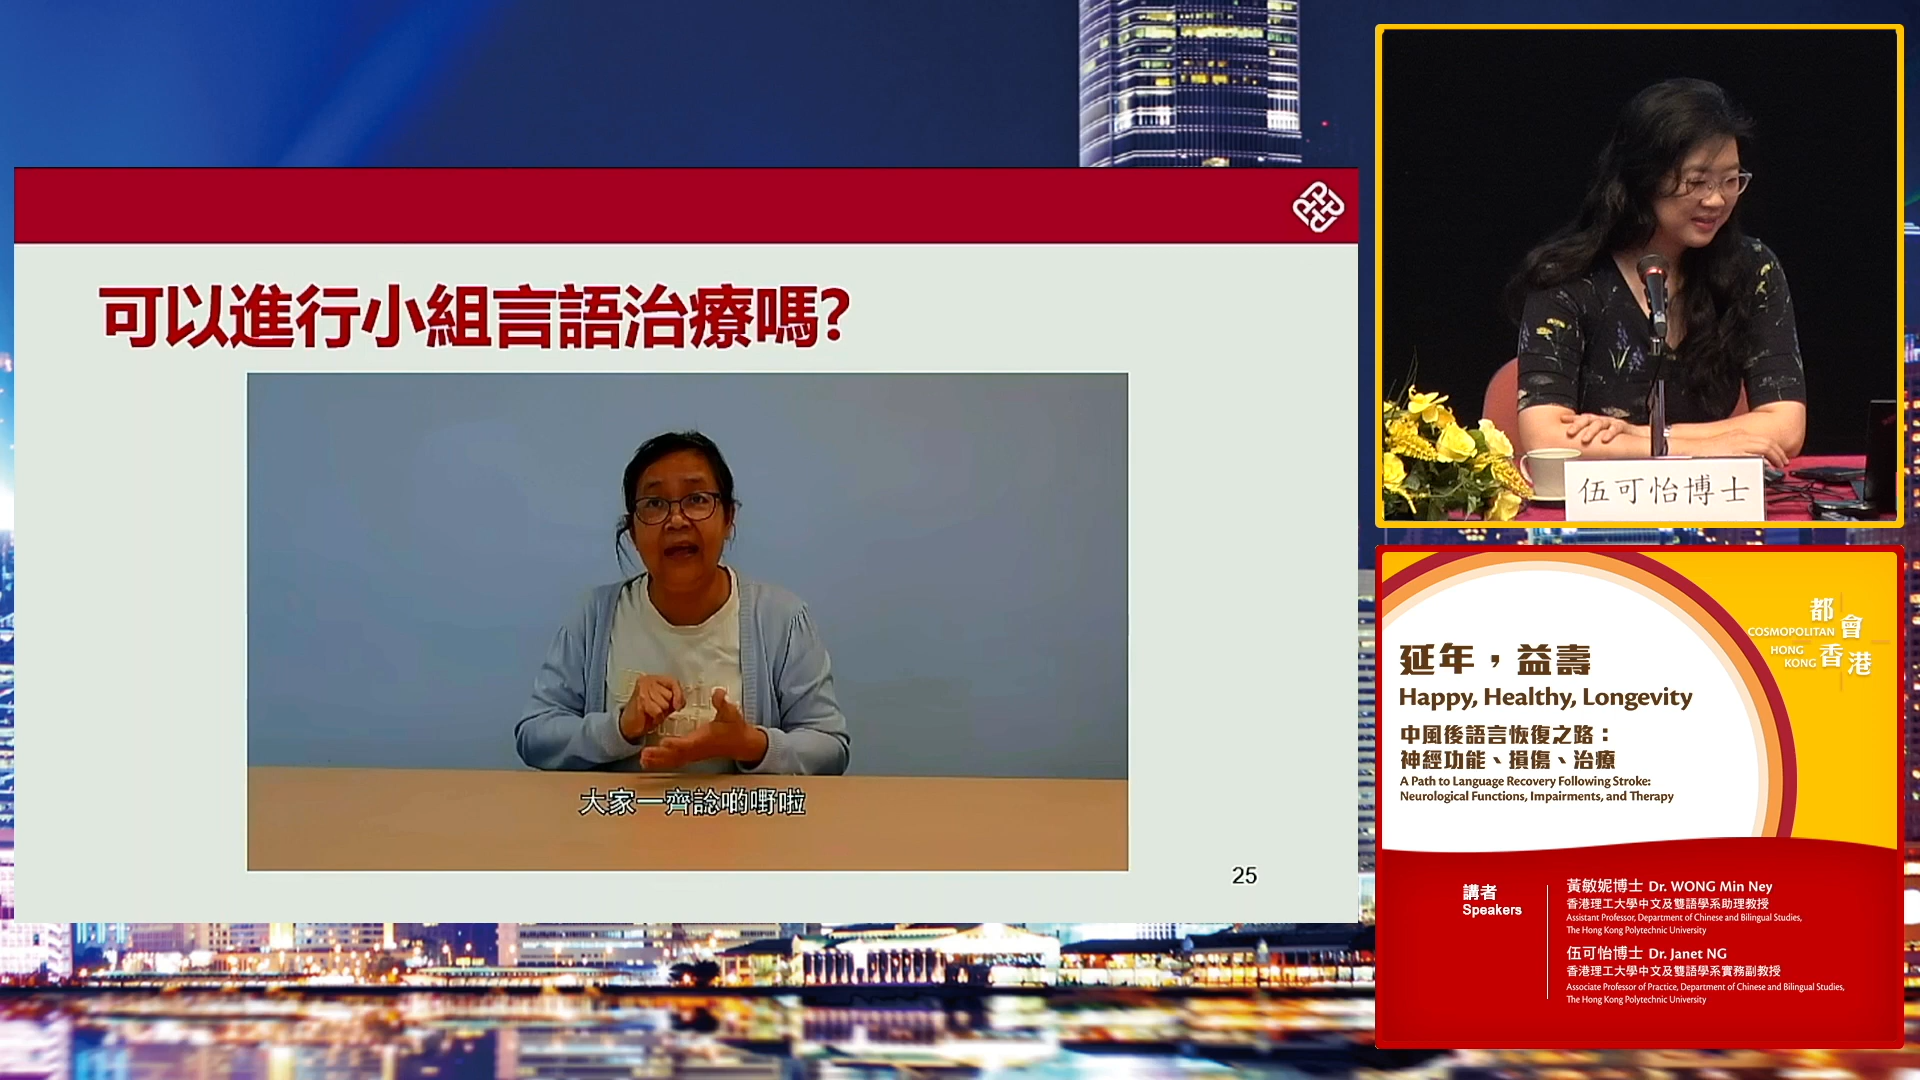 可以進行小組言語治療嗎?
大家一齊諗啲嘢啦
25
伍可怡博士
都會香港
COSMOPOLITAN
HONG
KONG
延年，益壽
Happy, Healthy, Longevity
中風後語言恢復之路：
神經功能、損傷、治療
A Path to Language Recovery Following Stroke:
Neurological Functions, Impairments, and Therapy
講者
Speakers
黃敏妮博士 Dr. WONG Min Ney
香港理工大學中文及雙語學系助理教授
Assistant Professor, Department of Chinese and Bilingual Studies,
The Hong Kong Polytechnic University
伍可怡博士 Dr. Janet NG
香港理工大學中文及雙語學系實務副教授
Associate Professor of Practice, Department of Chinese and Bilingual Studies,
The Hong Kong Polytechnic University